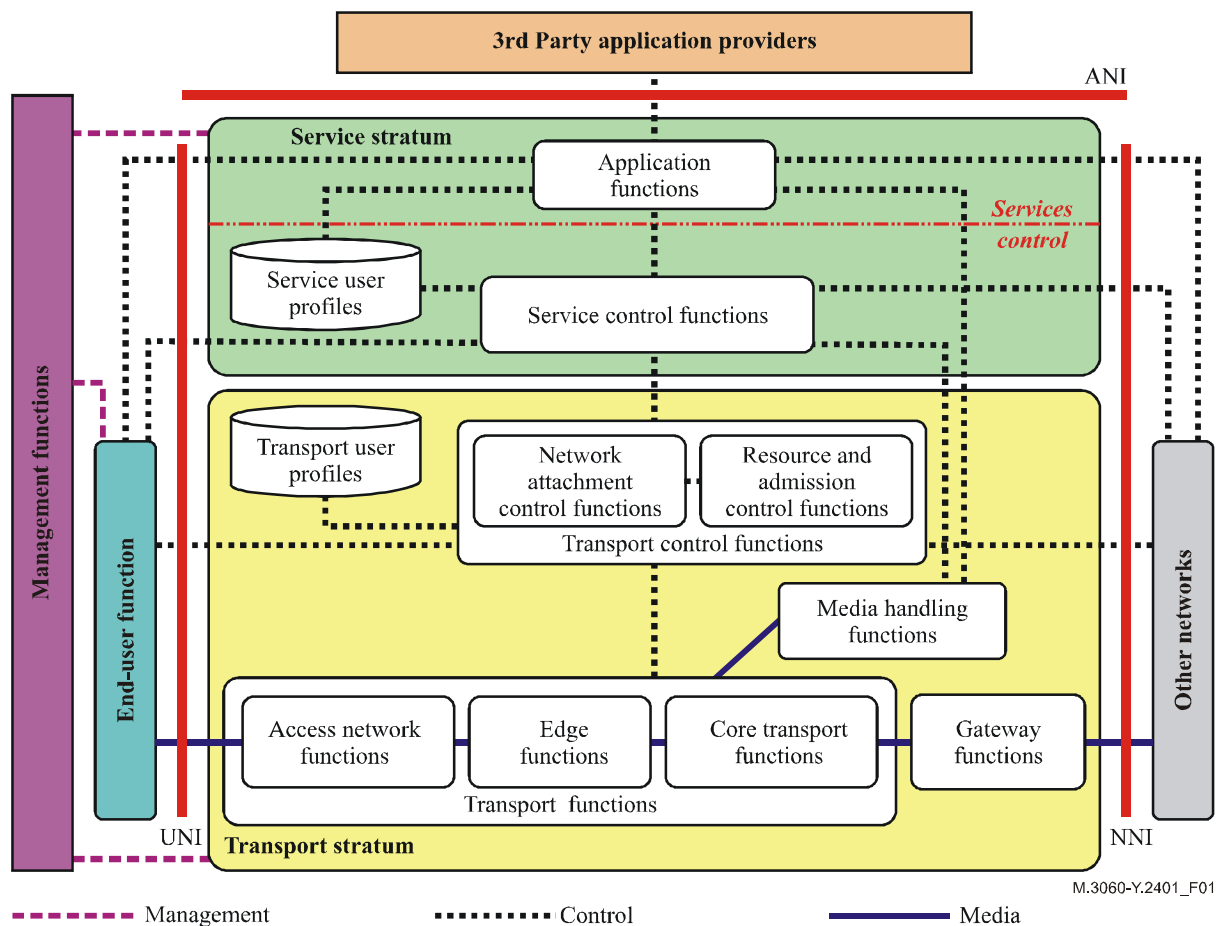 3rd Party application providers
ANI
Service stratum
Application
functions
Services
control
Service user
profiles
Service control functions
Management functions
Transport user
profiles
Network
attachment
control functions
Resource and
admission
control functions
Transport control functions
End-user function
Other networks
Media handling
functions
Access network
functions
Edge
functions
Core transport
functions
Gateway
functions
Transport functions
UNI
Transport stratum
NNI
M.3060-Y.2401_F01
Management
Control
Media